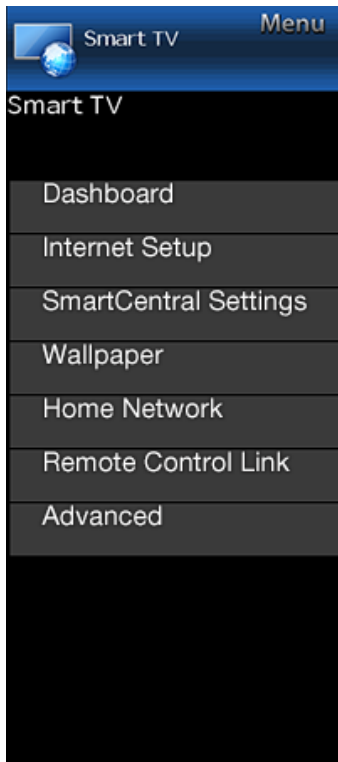 Menu
Smart TV
Smart TV
Dashboard
Internet Setup
SmartCentral Settings
Wallpaper
Home Network
Remote Control Link
Advanced